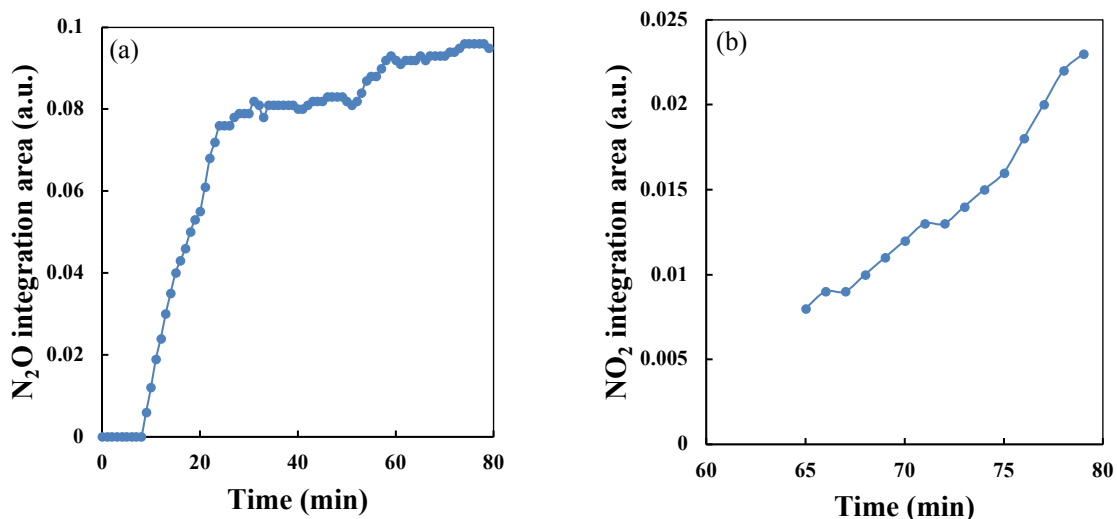 (a)
N₂O integration area (a.u.)
0.1
0.08
0.06
0.04
0.02
0
0 20 40 60 80
Time (min)
(b)
NO₂ integration area (a.u.)
0.025
0.02
0.015
0.01
0.005
0
60 65 70 75 80
Time (min)